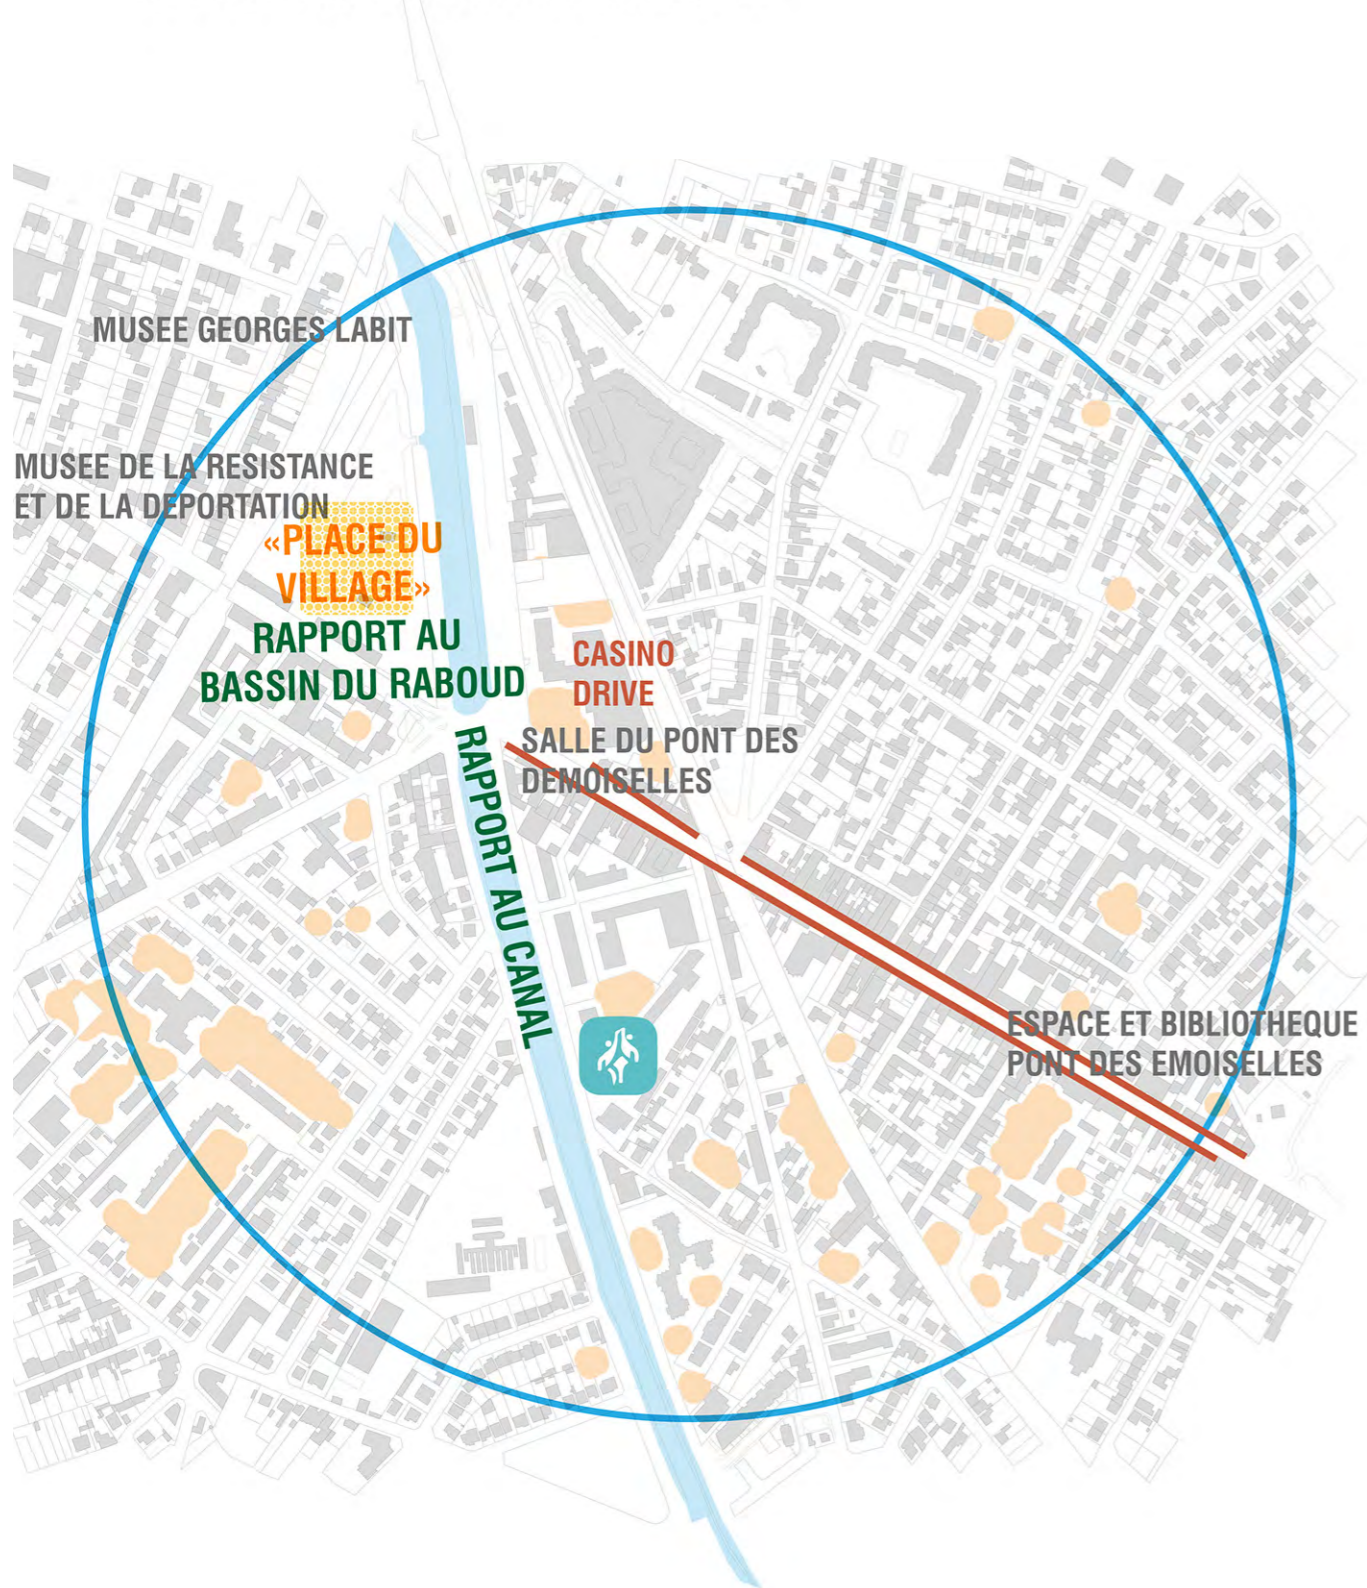 MUSEE GEORGES LABIT
MUSEE DE LA RESISTANCE
ET DE LA DEPORTATION
«PLACE DU
VILLAGE»
RAPPORT AU
BASSIN DU RABOUD
CASINO
DRIVE
SALLE DU PONT DES
DEMOISELLES
RAPPORT AU CANAL
ESPACE ET BIBLIOTHEQUE
PONT DES EMOISELLES